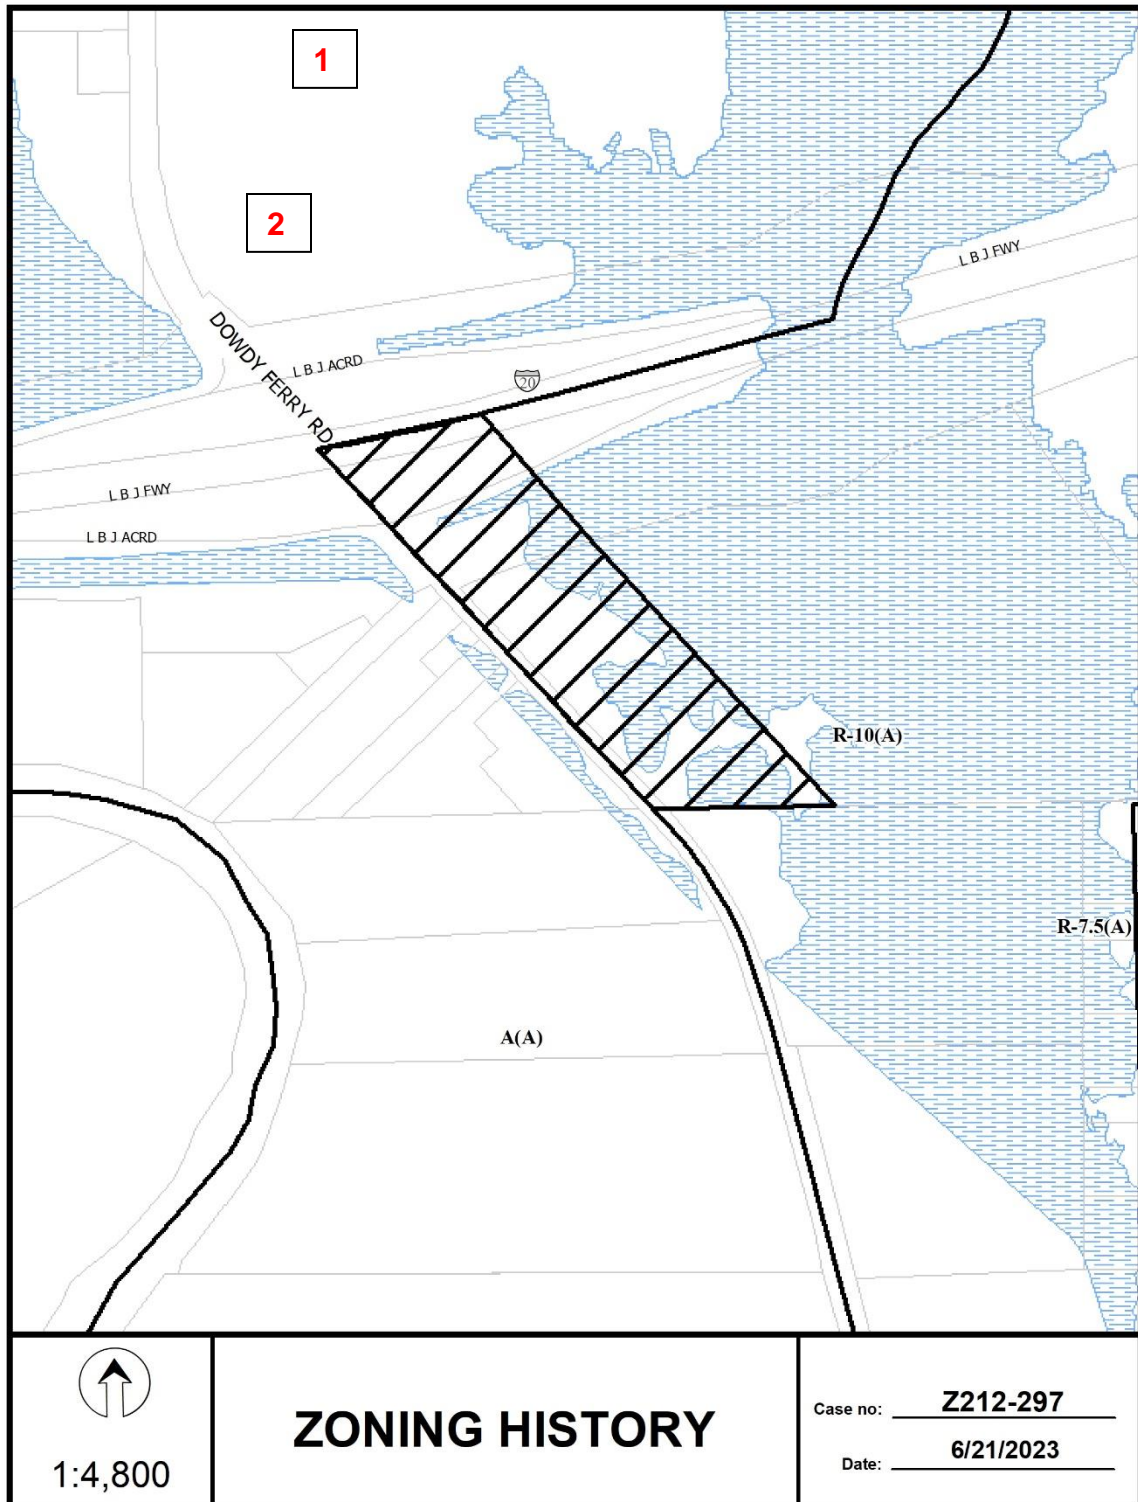 1
2
L B J FWY
DOWDY FERRY RD
L B J ACRD
20
L B J FWY
L B J ACRD
R-10(A)
R-7.5(A)
A(A)
1:4,800
ZONING HISTORY
Case no: Z212-297
Date: 6/21/2023